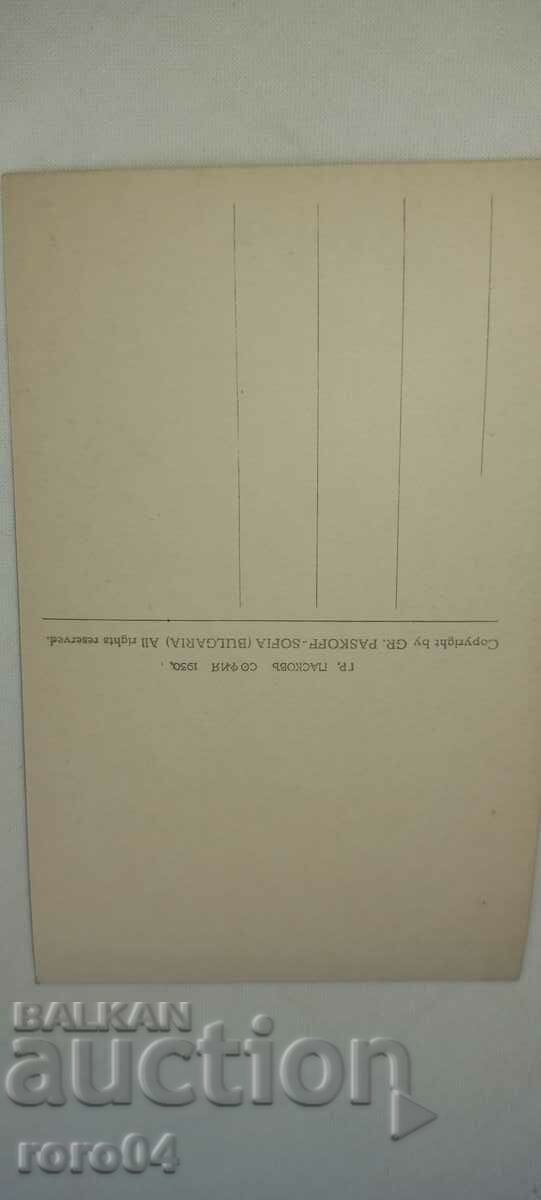 Copyright by GR. PASKOFF-SOFIA (BULGARIA) All rights reserved.
ГР. ПАСКОВЪ СОФИЯ 1930,
BALKAN
auction
roro04